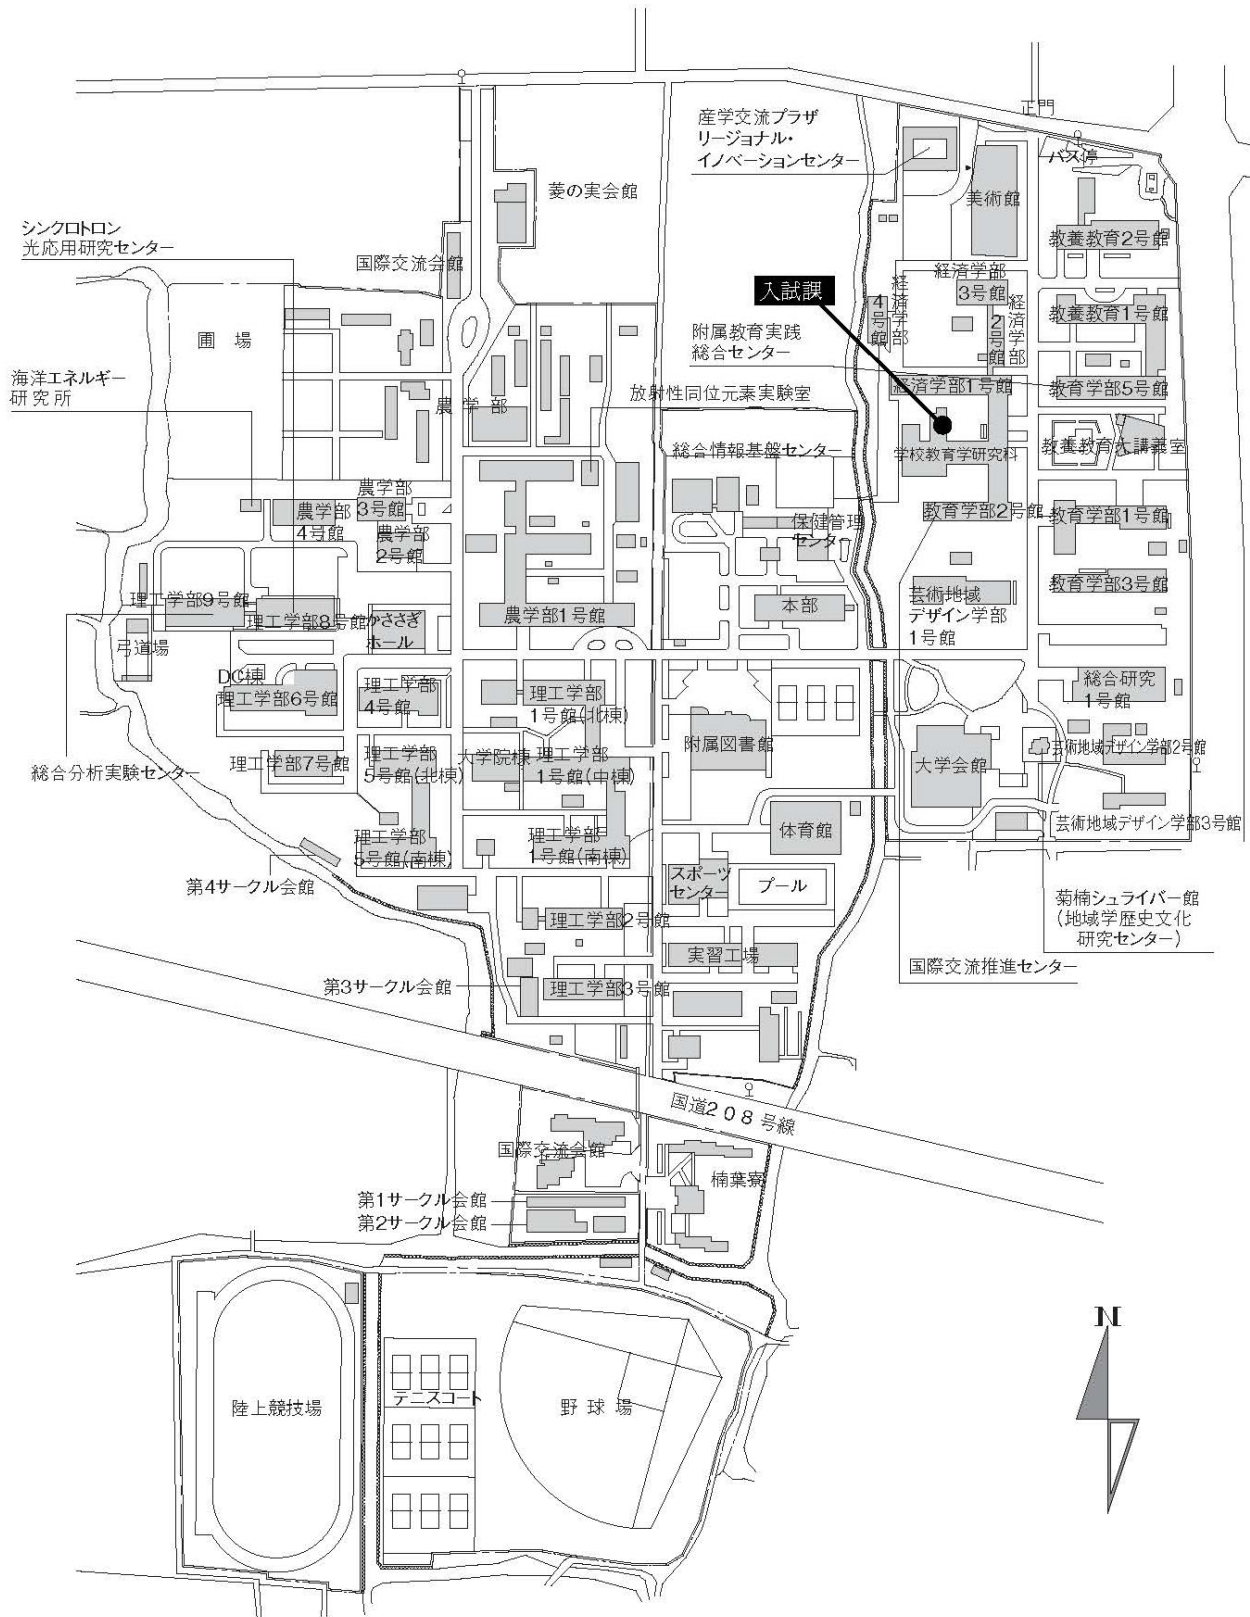 正門
バス停
産学交流プラザ
リージョナル・
イノベーションセンター
美術館
菱の実会館
教養教育2号館
シンクロトロン
光応用研究センター
国際交流会館
経済学部
3号館
経済学部
4号館
経済学部
2号館
入試課
教養教育1号館
圃場
附属教育実践
総合センター
海洋エネルギー
研究所
農学部
放射性同位元素実験室
経済学部1号館
教育学部5号館
総合情報基盤センター
学校教育学研究科
教養教育大講義室
農学部
3号館
農学部
4号館
農学部
2号館
保健管理
センター
教育学部2号館
教育学部1号館
教育学部3号館
理工学部9号館
理工学部8号館
かささぎ
ホール
農学部1号館
本部
芸術地域
デザイン学部
1号館
弓道場
DC棟
理工学部6号館
理工学部
4号館
理工学部
1号館(北棟)
総合研究
1号館
附属図書館
大学会館
芸術地域デザイン学部2号館
総合分析実験センター
理工学部7号館
理工学部
5号館(北棟)
大学院棟
理工学部
1号館(中棟)
体育館
芸術地域デザイン学部3号館
理工学部
5号館(南棟)
理工学部
1号館(南棟)
第4サークル会館
スポーツ
センター
プール
菊楠シュライバー館
(地域学歴史文化
研究センター)
理工学部2号館
実習工場
国際交流推進センター
第3サークル会館
理工学部3号館
国道208号線
国際交流会館
楠葉寮
第1サークル会館
第2サークル会館
N
陸上競技場
テニスコート
野球場